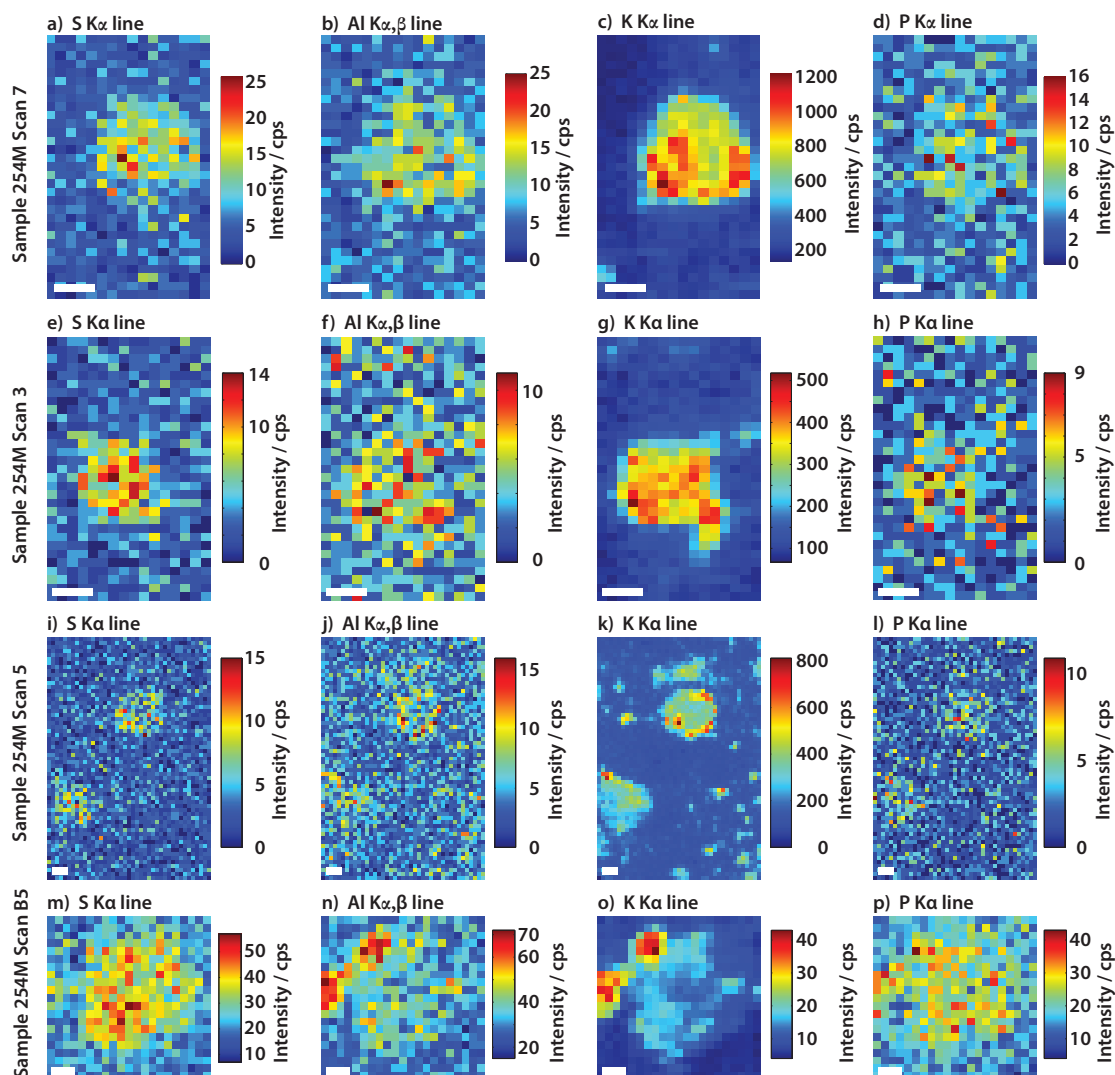 Sample 254M Scan 7
a) S Kα line
25
20
15
10
5
0
Intensity / cps
b) Al Kα,β line
25
20
15
10
5
0
Intensity / cps
c) K Kα line
1200
1000
800
600
400
200
Intensity / cps
d) P Kα line
16
14
12
10
8
6
4
2
0
Intensity / cps
Sample 254M Scan 3
e) S Kα line
14
10
5
0
Intensity / cps
f) Al Kα,β line
10
5
0
Intensity / cps
g) K Kα line
500
400
300
200
100
Intensity / cps
h) P Kα line
9
5
0
Intensity / cps
Sample 254M Scan 5
i) S Kα line
15
10
5
0
Intensity / cps
j) Al Kα,β line
15
10
5
0
Intensity / cps
k) K Kα line
800
600
400
200
0
Intensity / cps
l) P Kα line
10
5
0
Intensity / cps
Sample 254M Scan B5
m) S Kα line
50
40
30
20
10
Intensity / cps
n) Al Kα,β line
70
60
40
20
Intensity / cps
o) K Kα line
40
30
20
10
Intensity / cps
p) P Kα line
40
30
20
10
Intensity / cps